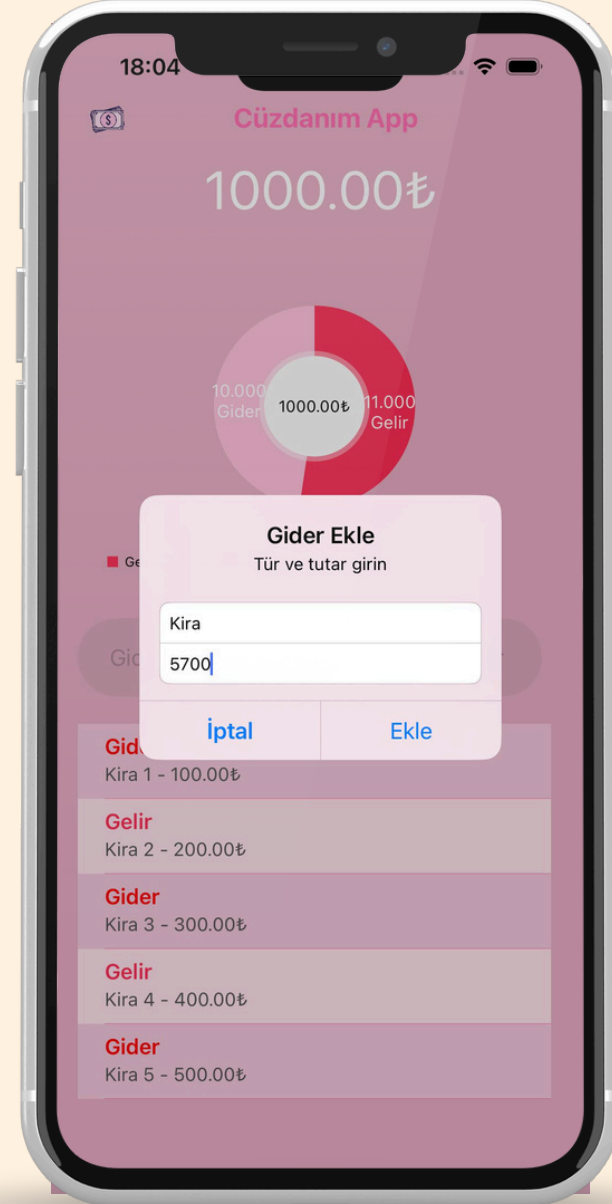 18:04
Cüzdanım App
1000.00₺
10.000
Gider
1000.00₺
11.000
Gelir
Gider Ekle
Tür ve tutar girin
Kira
5700
İptal
Ekle
Kira 1 - 100.00₺
Gelir
Kira 2 - 200.00₺
Gider
Kira 3 - 300.00₺
Gelir
Kira 4 - 400.00₺
Gider
Kira 5 - 500.00₺